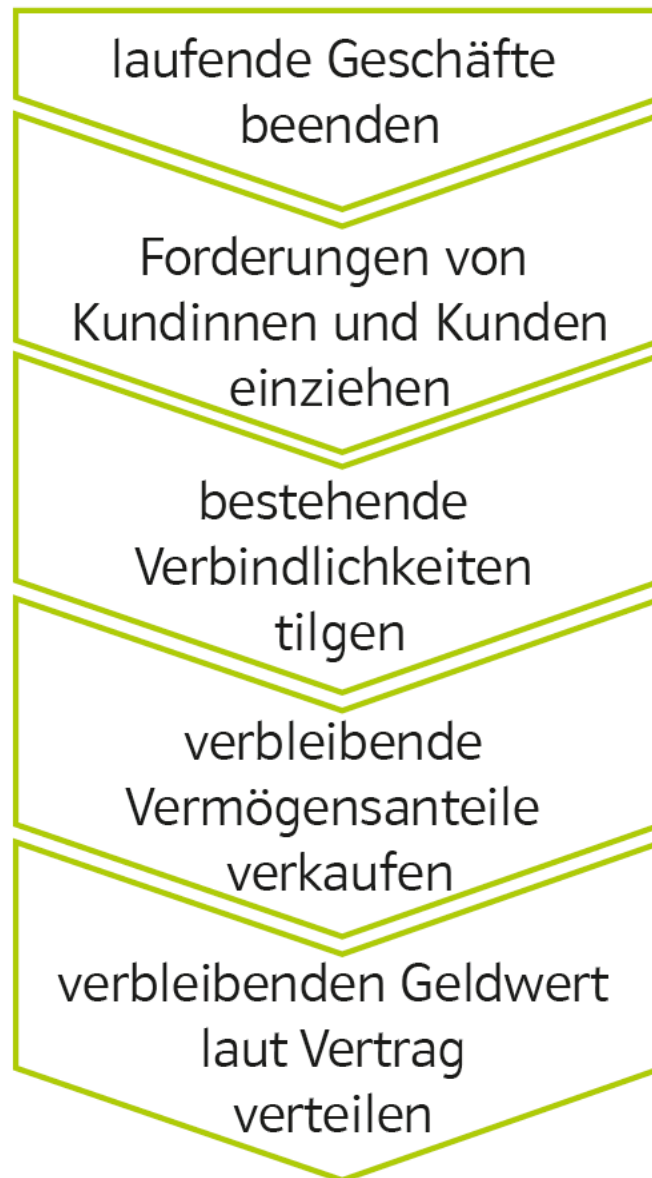 laufende Geschäfte
beenden
Forderungen von
Kundinnen und Kunden
einziehen
bestehende
Verbindlichkeiten
tilgen
verbleibende
Vermögensanteile
verkaufen
verbleibenden Geldwert
laut Vertrag
verteilen